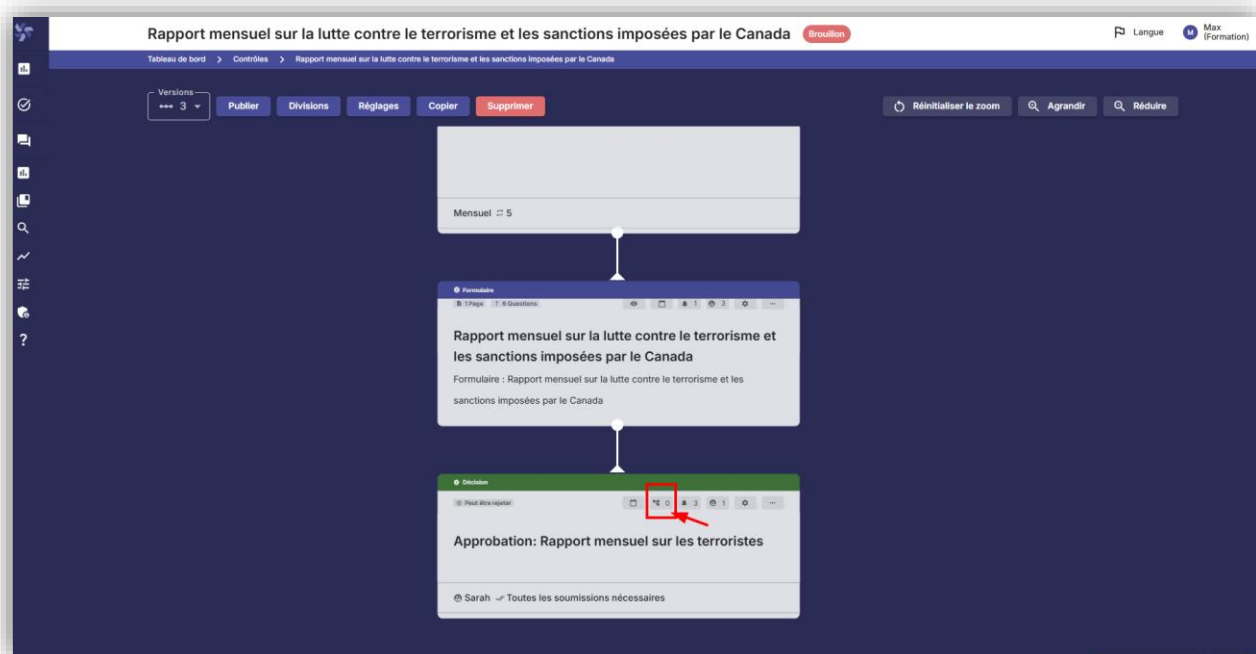 Rapport mensuel sur la lutte contre le terrorisme et les sanctions imposées par le Canada Brouillon
Langue
M Max
(Formation)
Tableau de bord > Contrôles > Rapport mensuel sur la lutte contre le terrorisme et les sanctions imposées par le Canada
Versions
3
Publier Divisions Réglages Copier Supprimer
Réinitialiser le zoom Agrandir Réduire
Mensuel 5
Formulaire
1 Page ? 6 Questions 1 3 ...
Rapport mensuel sur la lutte contre le terrorisme et
les sanctions imposées par le Canada
Formulaire : Rapport mensuel sur la lutte contre le terrorisme et les
sanctions imposées par le Canada
Décision
Peut être rejeter 0 3 1 ...
Approbation: Rapport mensuel sur les terroristes
Sarah Toutes les soumissions nécessaires
?